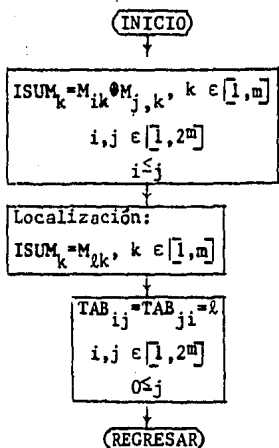 INICIO
ISUM_k=M_ik⊕M_j,k, k ε[1,m]
i,j ε[1,2^m]
i≤j
Localización:
ISUM_k=M_ℓk, k ε[1,m]
TAB_ij=TAB_ji=ℓ
i,j ε[1,2^m]
0≤j
REGRESAR